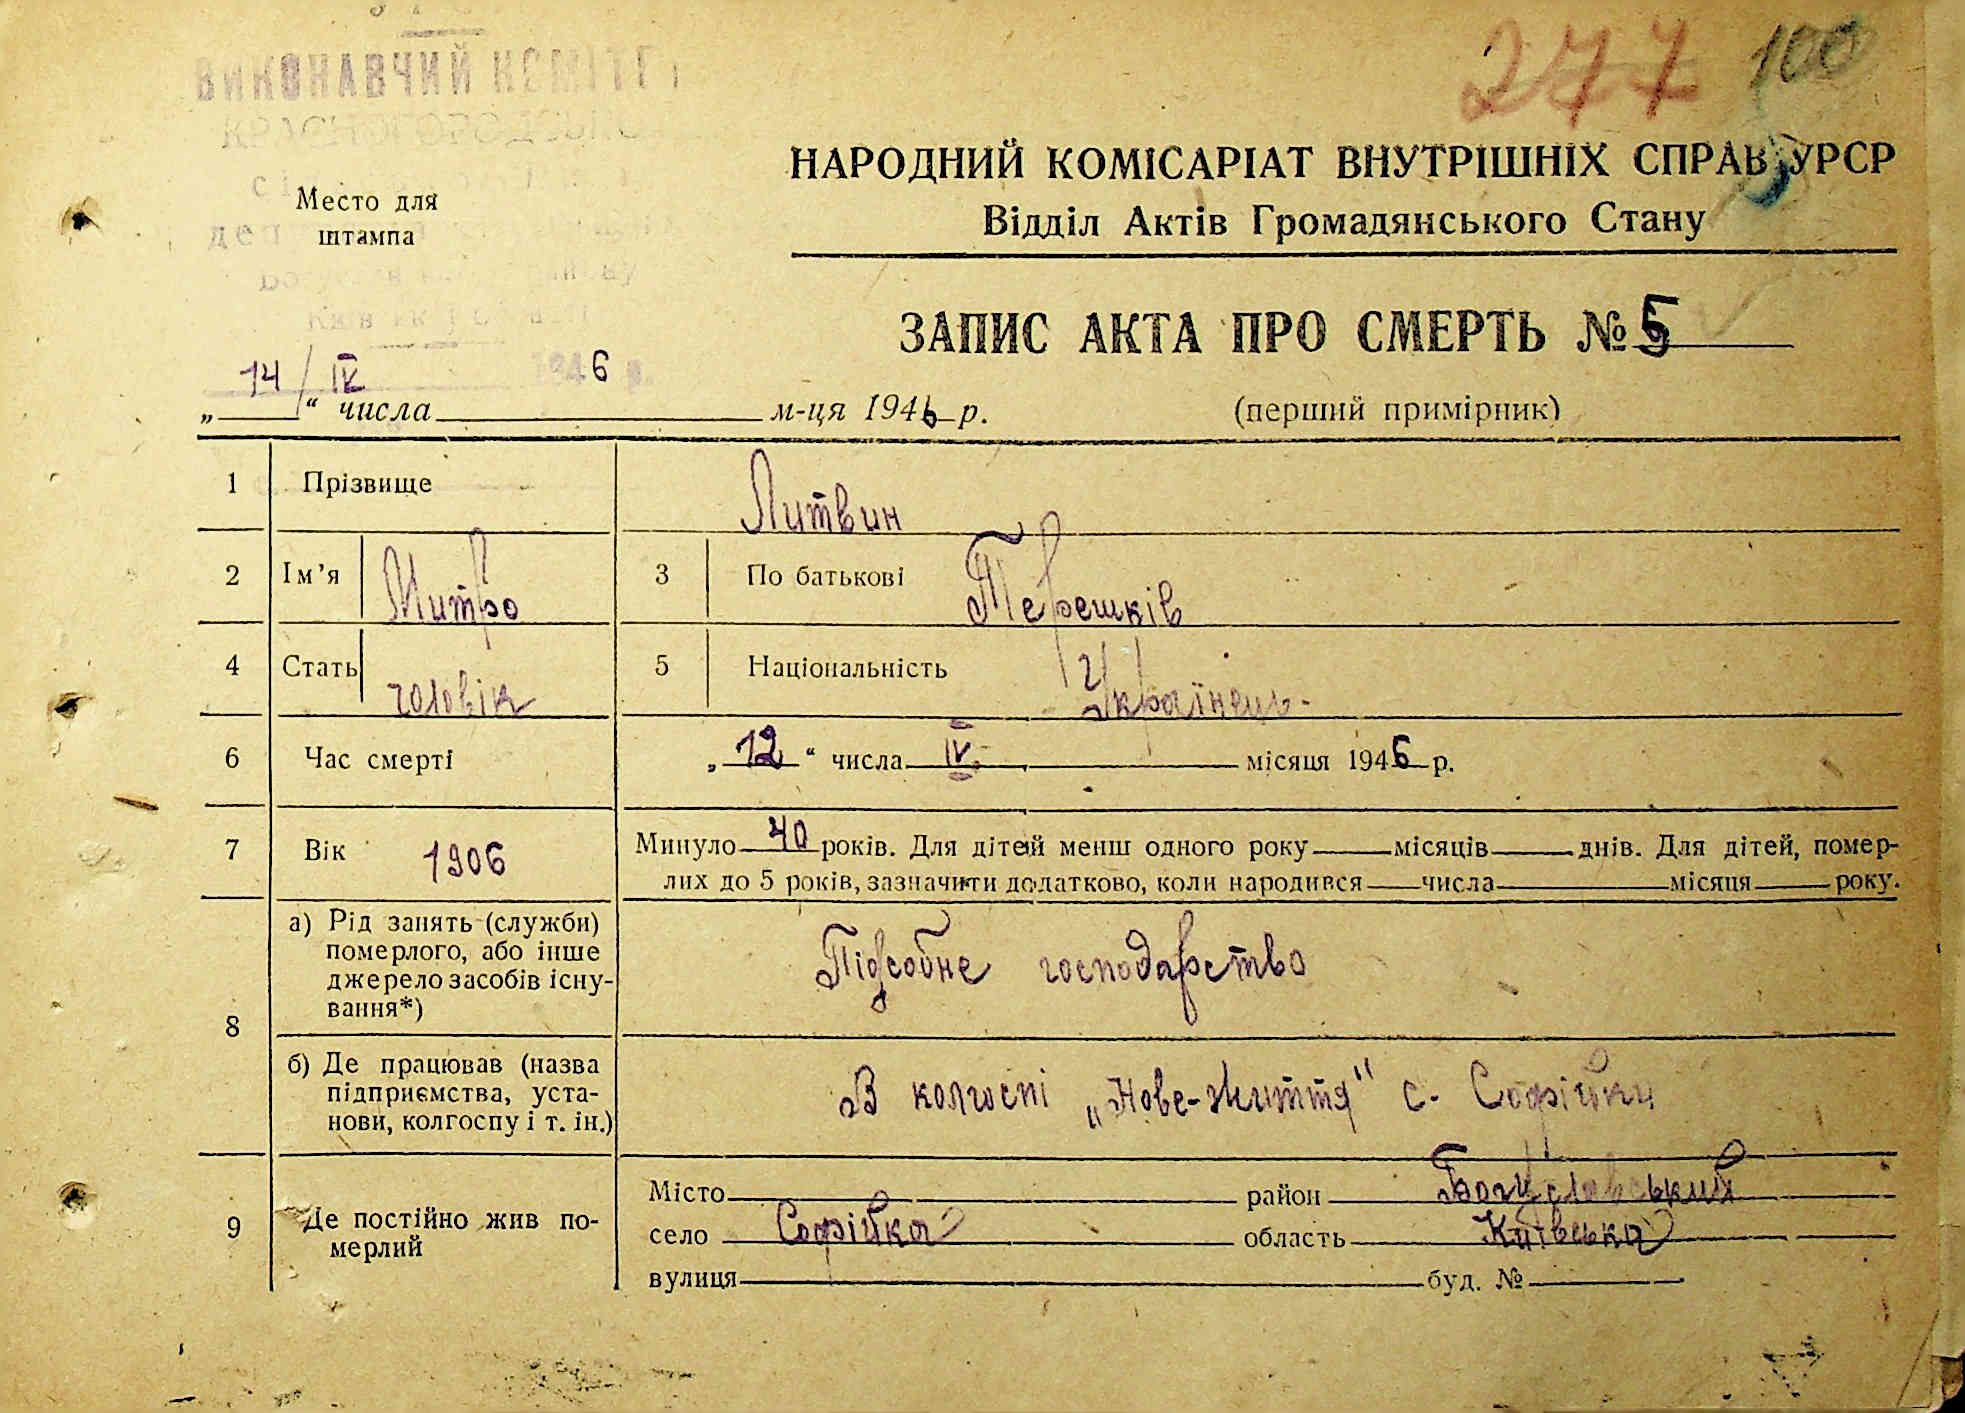 277 100
ВИКОНАВЧИЙ КОМІТЕТ
КРАСНОГОРОДСЬКО
Место для
штампа
НАРОДНИЙ КОМІСАРІАТ ВНУТРІШНІХ СПРАВ УРСР
Відділ Актів Громадянського Стану
ЗАПИС АКТА ПРО СМЕРТЬ № 5
1946 р.
„14/IV“ числа м-ця 1946 р.
(перший примірник)
1 Прізвище Литвин
2 Ім’я Митро 3 По батькові Терешків
4 Стать чоловік 5 Національність Українець.
6 Час смерті „12“ числа IV місяця 1946 р.
7 Вік 1906 Минуло 40 років. Для дітей менш одного року місяців днів. Для дітей, помер-
лих до 5 років, зазначити додатково, коли народився числа місяця року.
8
а) Рід занять (служби)
померлого, або інше
джерело засобів існу-
вання*)
Підсобне господарство
б) Де працював (назва
підприємства, уста-
нови, колгоспу і т. ін.)
В колгоспі „Нове-життя" с. Софійки
9 Де постійно жив по-
мерлий
Місто район Богуславський
село Софійка область Київська
вулиця буд. №